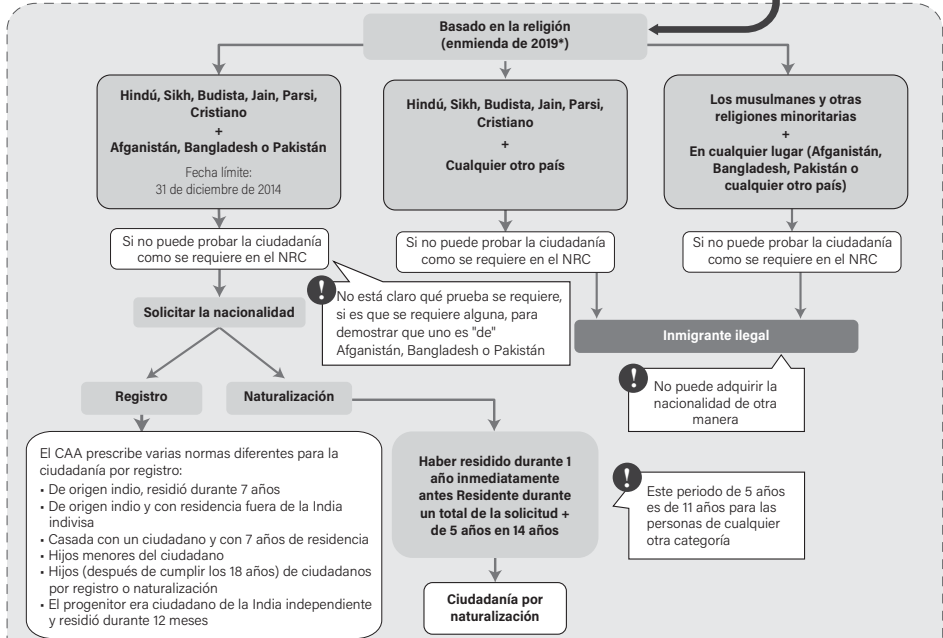 Basado en la religión
(enmienda de 2019*)
Hindú, Sikh, Budista, Jain, Parsi,
Cristiano
+
Afganistán, Bangladesh o Pakistán
Fecha límite:
31 de diciembre de 2014
Hindú, Sikh, Budista, Jain, Parsi,
Cristiano
+
Cualquier otro país
Los musulmanes y otras
religiones minoritarias
+
En cualquier lugar (Afganistán,
Bangladesh, Pakistán o
cualquier otro país)
Si no puede probar la ciudadanía
como se requiere en el NRC
Si no puede probar la ciudadanía
como se requiere en el NRC
Si no puede probar la ciudadanía
como se requiere en el NRC
Solicitar la nacionalidad
!
No está claro qué prueba se requiere,
si es que se requiere alguna, para
demostrar que uno es "de"
Afganistán, Bangladesh o Pakistán
Inmigrante ilegal
!
No puede adquirir la
nacionalidad de otra
manera
Registro
Naturalización
El CAA prescribe varias normas diferentes para la
ciudadanía por registro:
• De origen indio, residió durante 7 años
• De origen indio y con residencia fuera de la India
indivisa
• Casada con un ciudadano y con 7 años de residencia
• Hijos menores del ciudadano
• Hijos (después de cumplir los 18 años) de ciudadanos
por registro o naturalización
• El progenitor era ciudadano de la India independiente
y residió durante 12 meses
Haber residido durante 1
año inmediatamente
antes Residente durante
un total de la solicitud +
de 5 años en 14 años
!
Este periodo de 5 años
es de 11 años para las
personas de cualquier
otra categoría
Ciudadanía por
naturalización